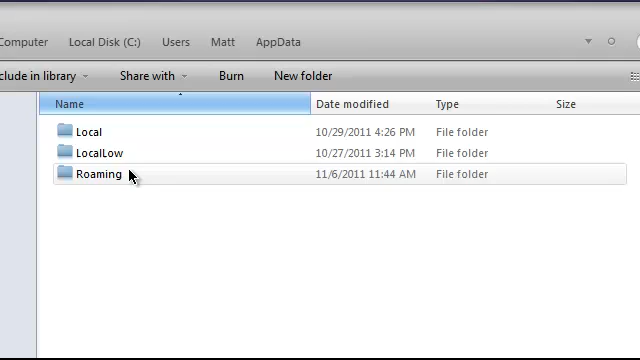 Computer Local Disk (C:) Users Matt AppData
clude in library Share with Burn New folder
Name Date modified Type Size
Local 10/29/2011 4:26 PM File folder
LocalLow 10/27/2011 3:14 PM File folder
Roaming 11/6/2011 11:44 AM File folder